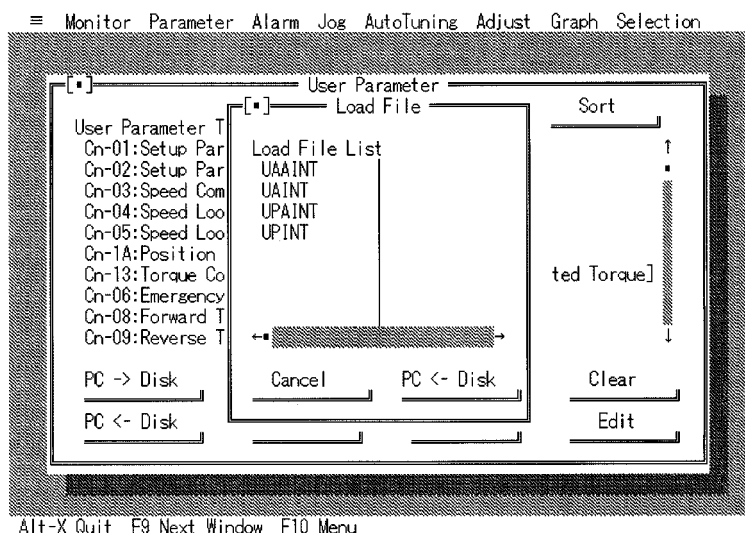 ≡ Monitor Parameter Alarm Jog AutoTuning Adjust Graph Selection
[▪] User Parameter
[▪] Load File
Sort
User Parameter T
Cn-01:Setup Par
Cn-02:Setup Par
Cn-03:Speed Com
Cn-04:Speed Loo
Cn-05:Speed Loo
Cn-1A:Position
Cn-13:Torque Co
Cn-06:Emergency
Cn-08:Forward T
Cn-09:Reverse T
Load File List
UAAINT
UAINT
UPAINT
UPINT
ted Torque]
PC -> Disk
Cancel
PC <- Disk
Clear
PC <- Disk
Edit
Alt-X Quit F9 Next Window F10 Menu